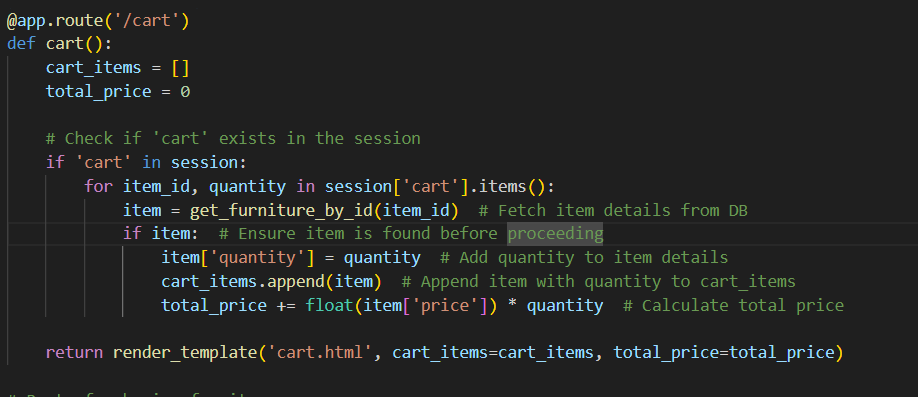 @app.route('/cart')
def cart():
    cart_items = []
    total_price = 0

    # Check if 'cart' exists in the session
    if 'cart' in session:
        for item_id, quantity in session['cart'].items():
            item = get_furniture_by_id(item_id)  # Fetch item details from DB
            if item:  # Ensure item is found before proceeding
                item['quantity'] = quantity  # Add quantity to item details
                cart_items.append(item)  # Append item with quantity to cart_items
                total_price += float(item['price']) * quantity  # Calculate total price

    return render_template('cart.html', cart_items=cart_items, total_price=total_price)